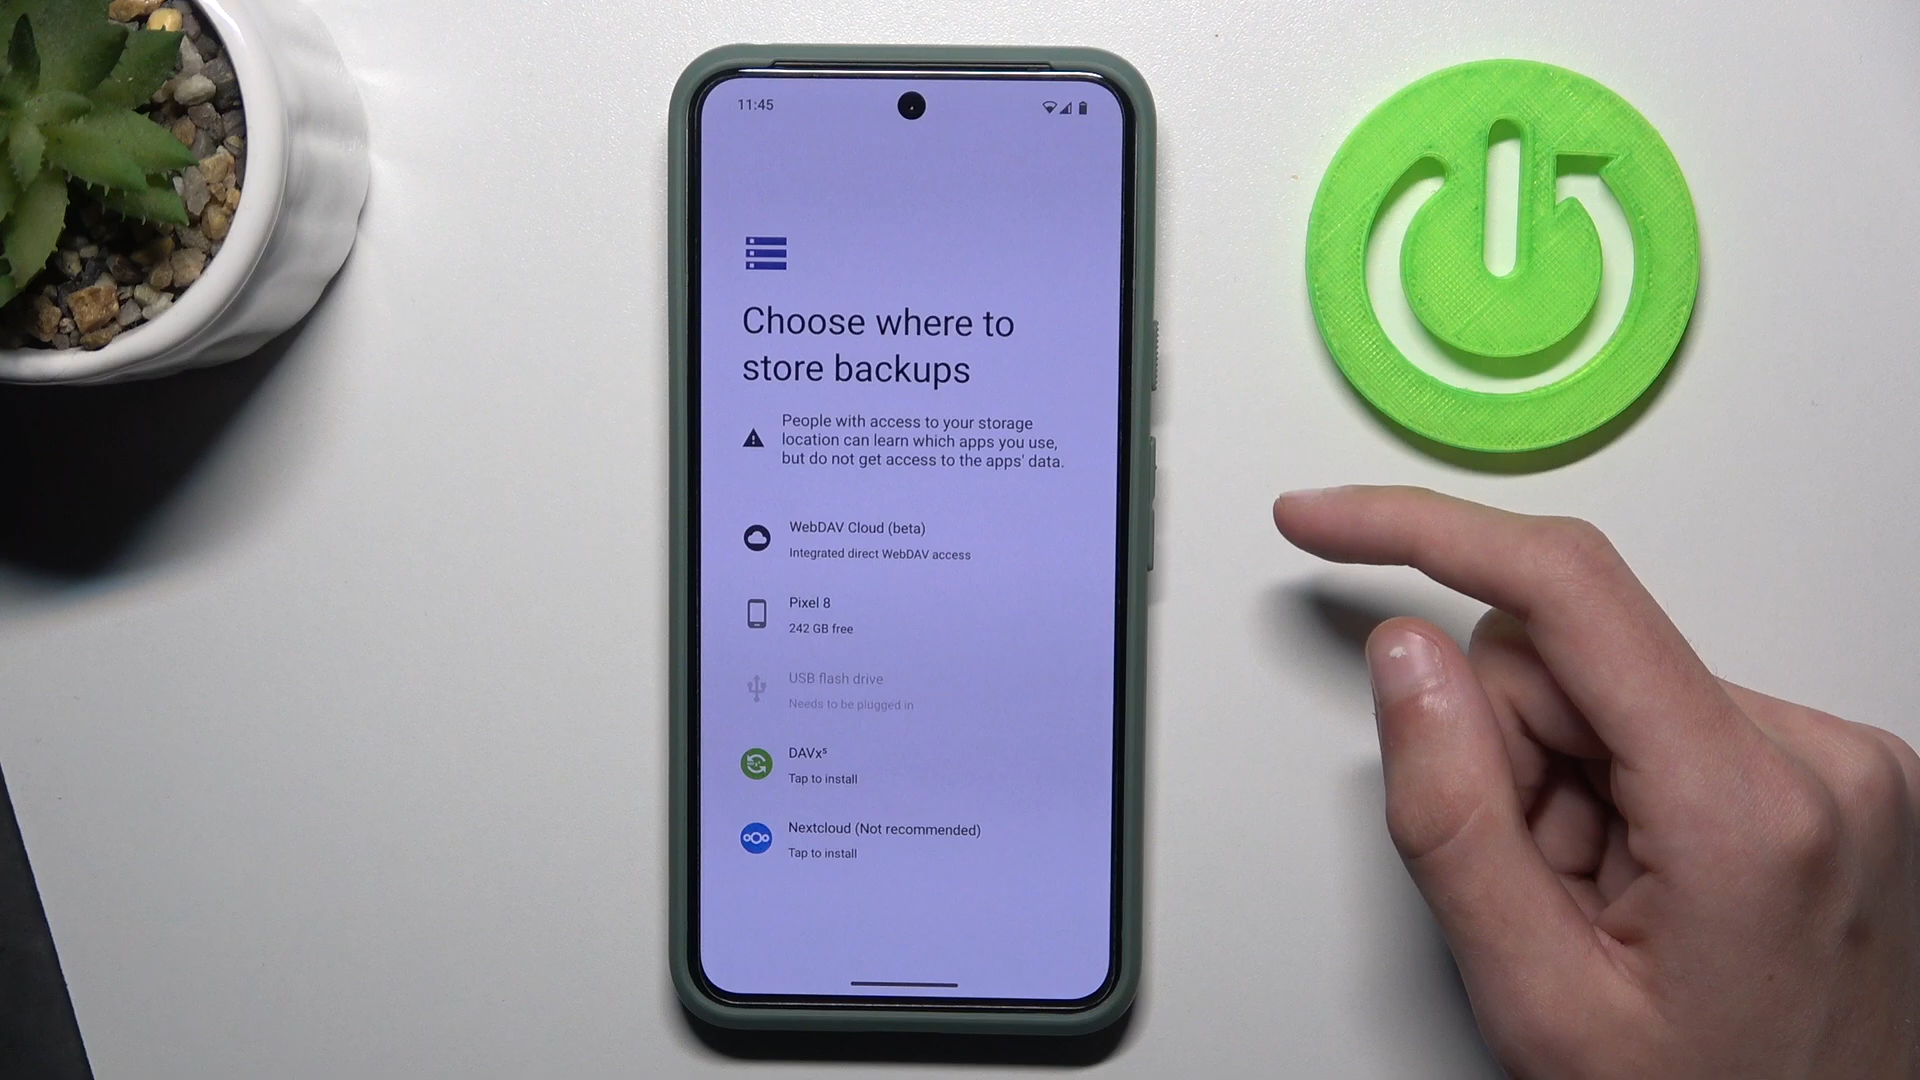 11:45
Choose where to
store backups
People with access to your storage
location can learn which apps you use,
but do not get access to the apps' data.
WebDAV Cloud (beta)
Integrated direct WebDAV access
Pixel 8
242 GB free
USB flash drive
Needs to be plugged in
DAVx⁵
Tap to install
Nextcloud (Not recommended)
Tap to install